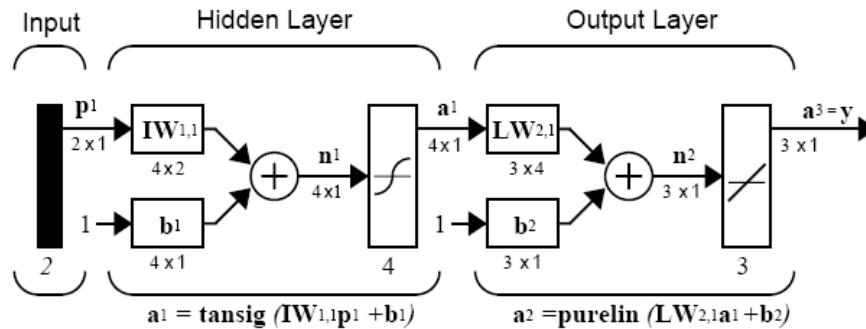 Input Hidden Layer Output Layer
p1 a1 a3 = y
IW1,1 LW2,1
2 x 1 4 x 1 3 x 1
4 x 2 n1 3 x 4 n2
4 x 1 3 x 1
1 b1 1 b2
2 4 x 1 4 3 x 1 3
a1 = tansig (IW1,1p1 +b1) a2 =purelin (LW2,1a1 +b2)